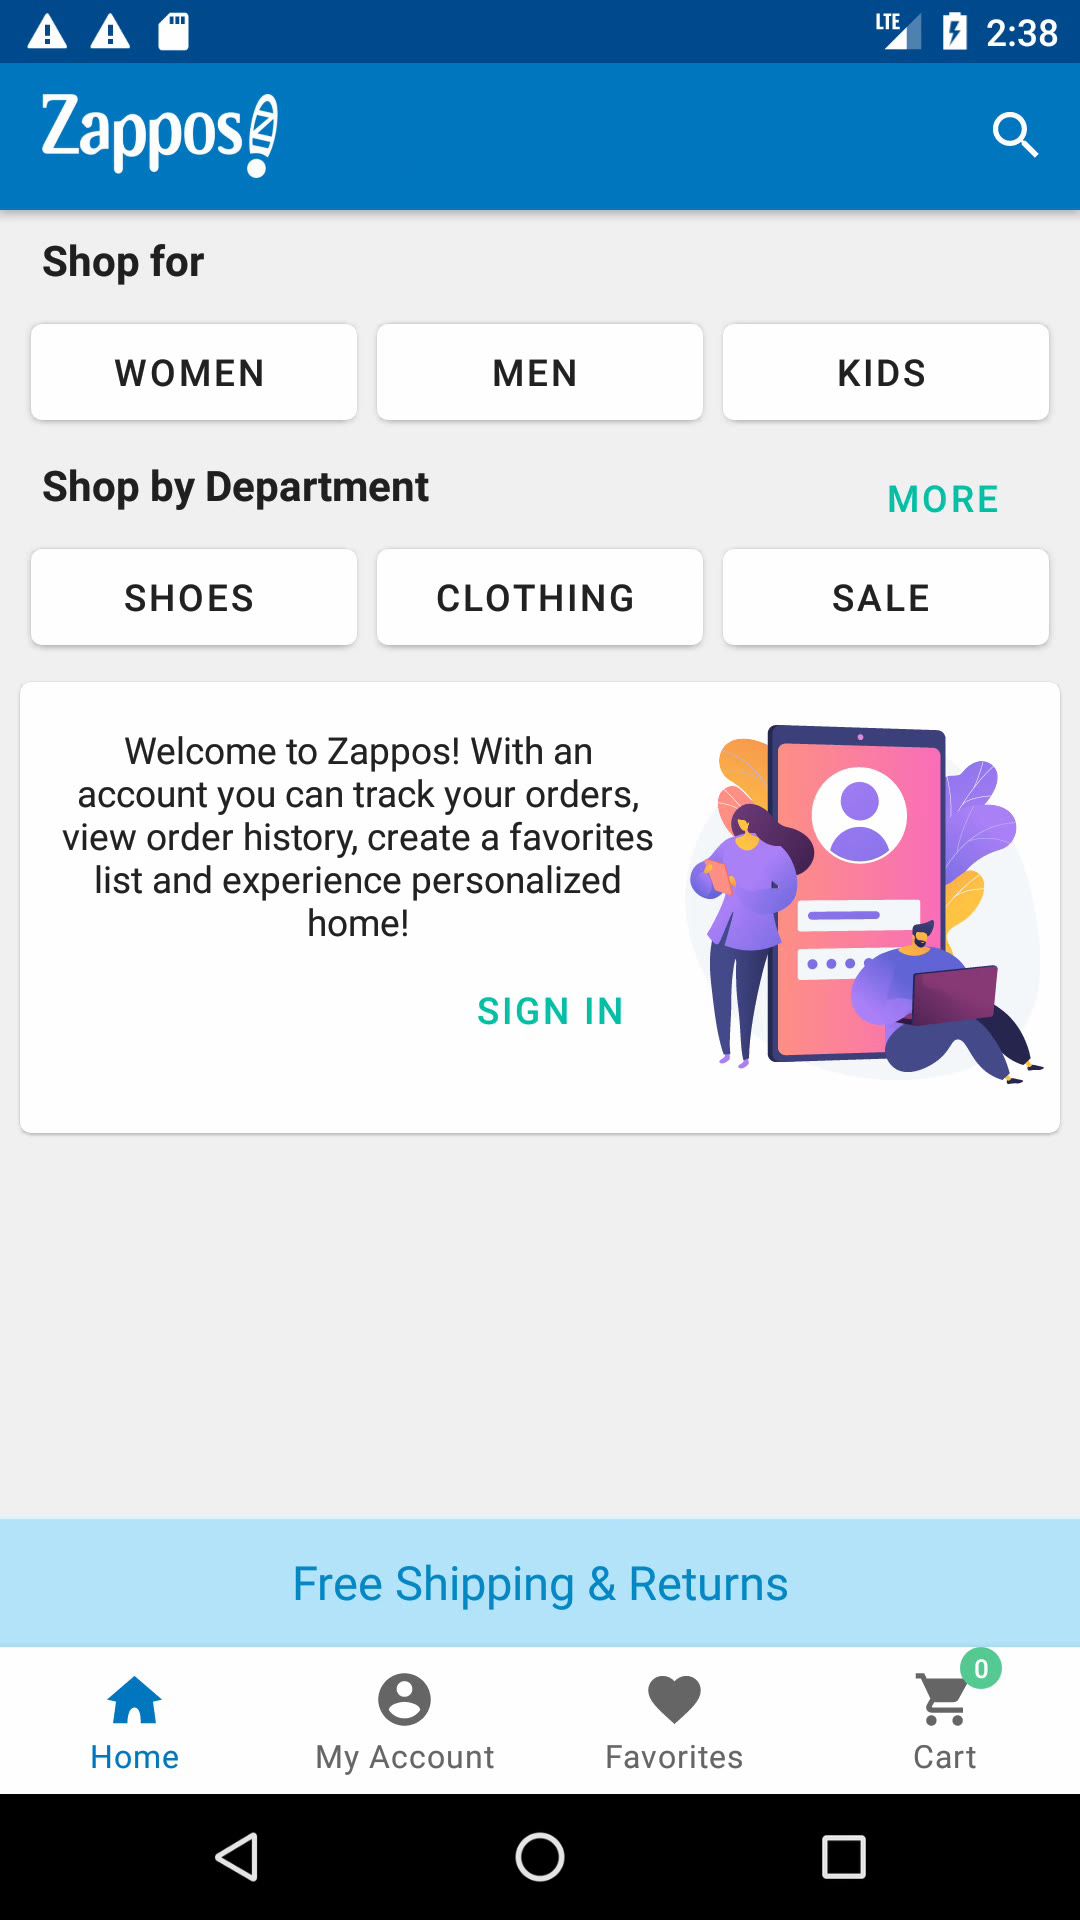 LTE 2:38
Zappos
Shop for
WOMEN MEN KIDS
Shop by Department MORE
SHOES CLOTHING SALE
Welcome to Zappos! With an
account you can track your orders,
view order history, create a favorites
list and experience personalized
home!
SIGN IN
Free Shipping & Returns
0
Home My Account Favorites Cart